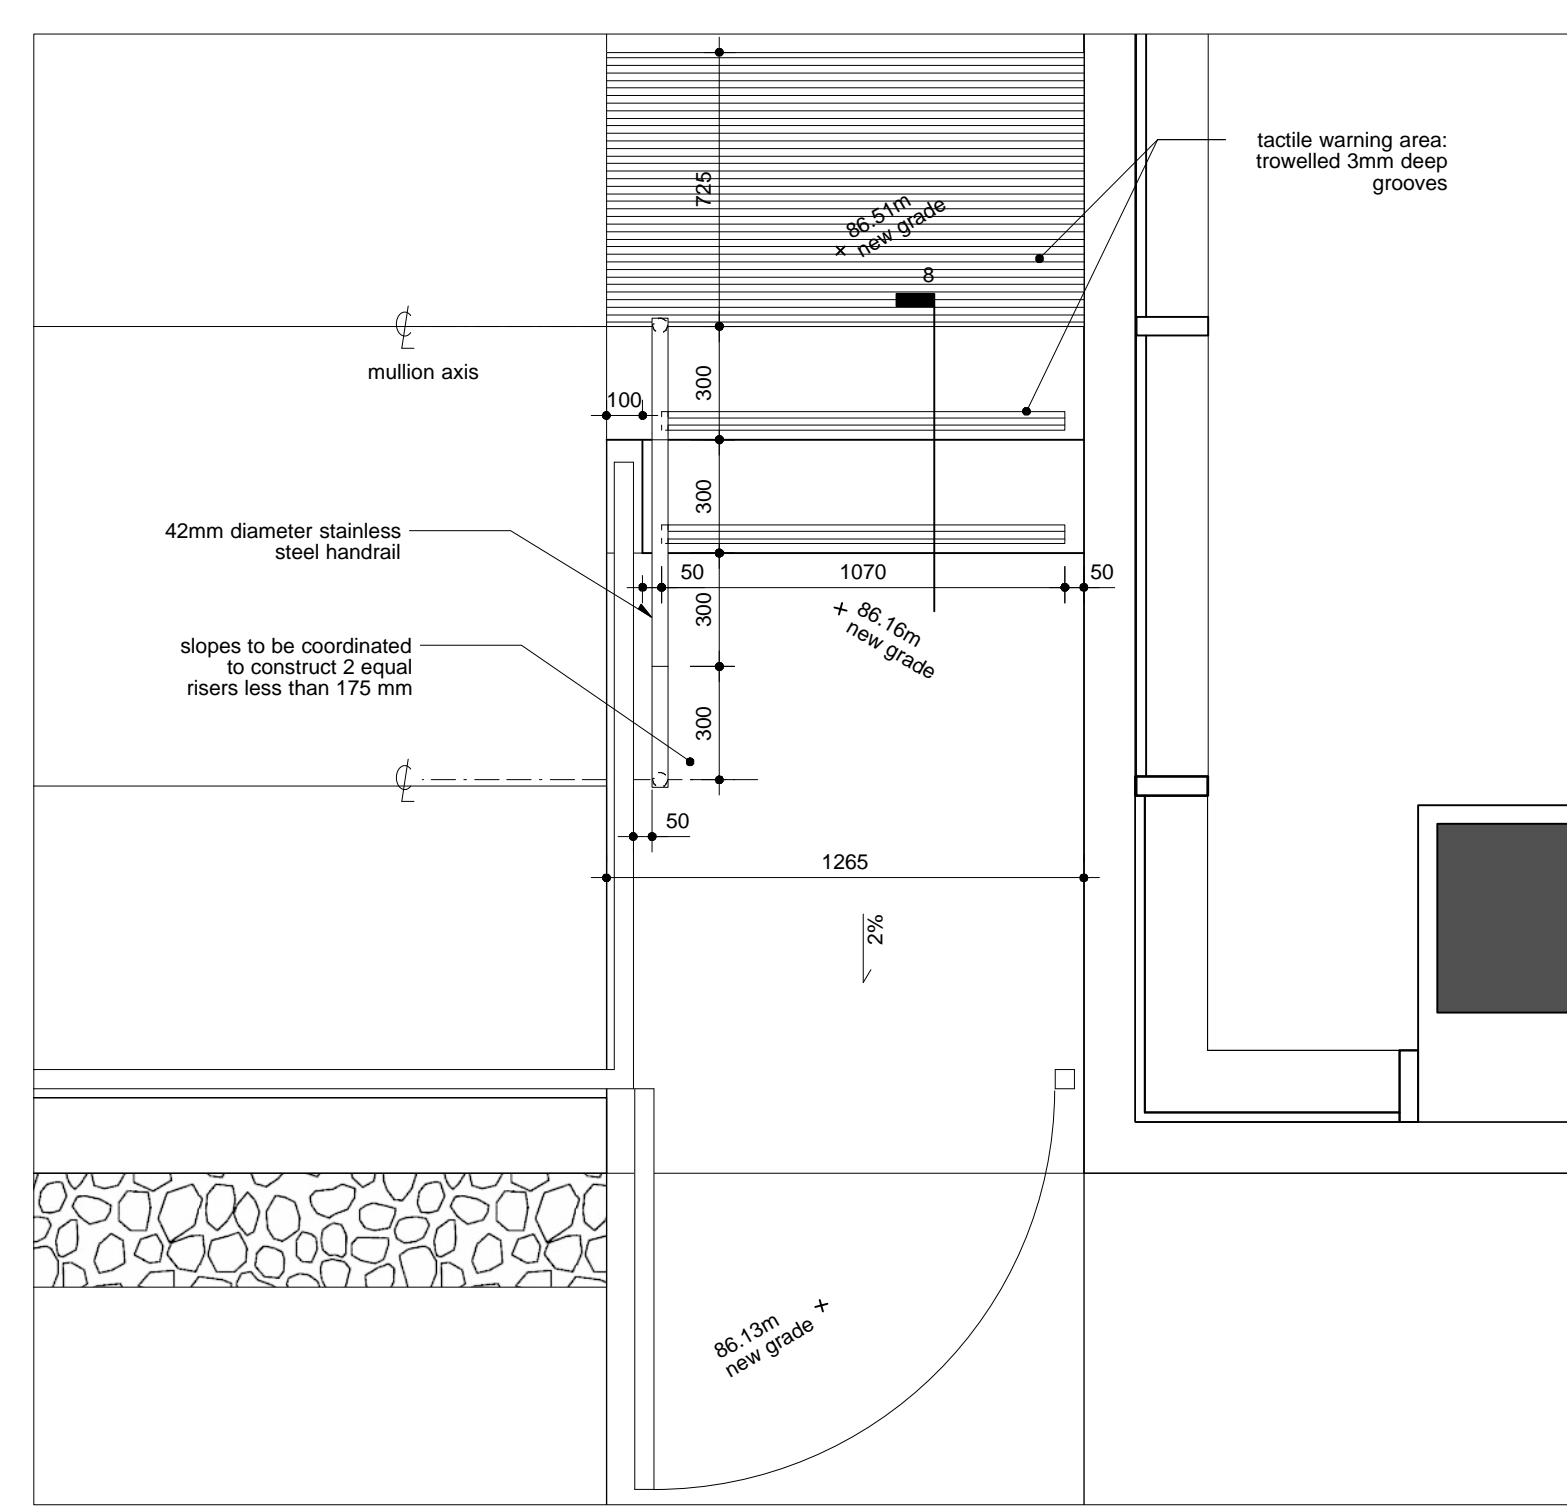 tactile warning area:
trowelled 3mm deep
grooves
725
86.51m
new grade
8
℄
mullion axis
300
100
300
42mm diameter stainless
steel handrail
50
1070
50
300
86.16m
new grade
slopes to be coordinated
to construct 2 equal
risers less than 175 mm
300
℄
50
1265
2%
86.13m
new grade